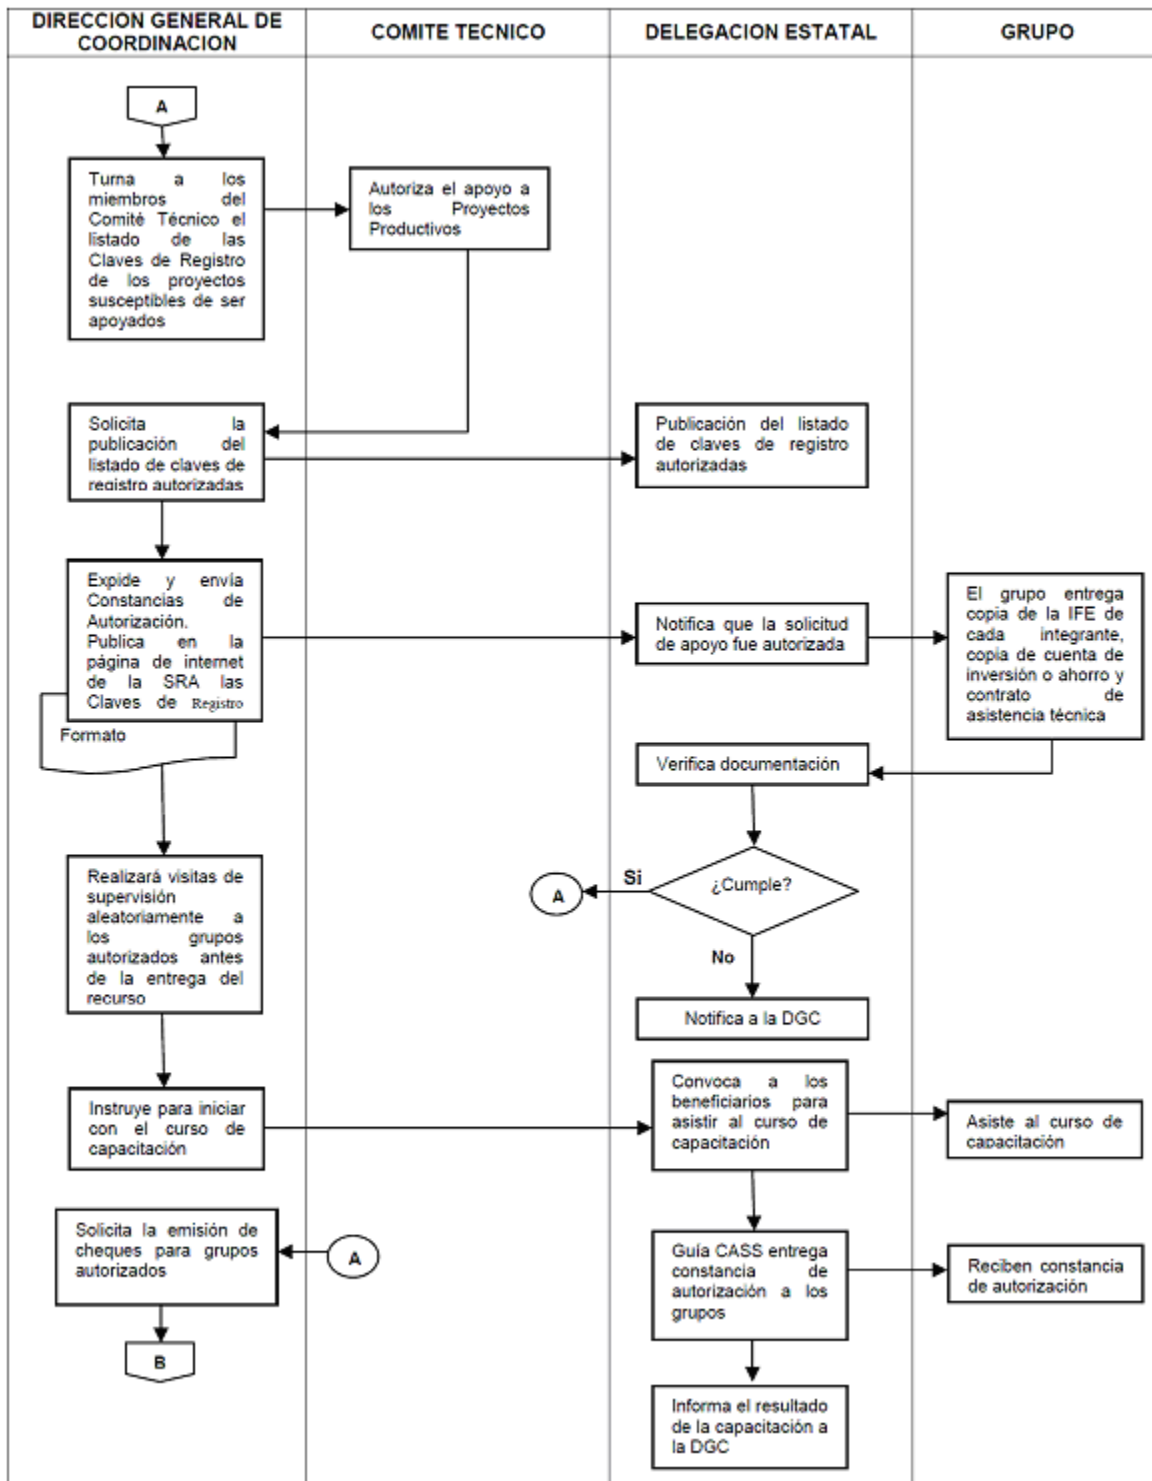 DIRECCION GENERAL DE
COORDINACION
COMITE TECNICO
DELEGACION ESTATAL
GRUPO
A
Turna a los
miembros del
Comité Técnico el
listado de las
Claves de Registro
de los proyectos
susceptibles de ser
apoyados
Autoriza el apoyo a
los Proyectos
Productivos
Solicita la
publicación del
listado de claves de
registro autorizadas
Publicación del listado
de claves de registro
autorizadas
Expide y envía
Constancias de
Autorización.
Publica en la
página de internet
de la SRA las
Claves de Registro
Formato
Notifica que la solicitud
de apoyo fue autorizada
El grupo entrega
copia de la IFE de
cada integrante,
copia de cuenta de
inversión o ahorro y
contrato de
asistencia técnica
Verifica documentación
¿Cumple?
Si
A
No
Notifica a la DGC
Realizará visitas de
supervisión
aleatoriamente a
los grupos
autorizados antes
de la entrega del
recurso
Instruye para iniciar
con el curso de
capacitación
Convoca a los
beneficiarios para
asistir al curso de
capacitación
Asiste al curso de
capacitación
Solicita la emisión de
cheques para grupos
autorizados
A
B
Guía CASS entrega
constancia de
autorización a los
grupos
Reciben constancia
de autorización
Informa el resultado
de la capacitación a
la DGC